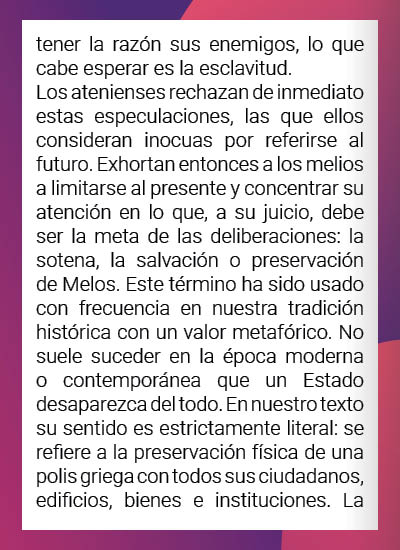 tener la razón sus enemigos, lo que
cabe esperar es la esclavitud.
Los atenienses rechazan de inmediato
estas especulaciones, las que ellos
consideran inocuas por referirse al
futuro. Exhortan entonces a los melios
a limitarse al presente y concentrar su
atención en lo que, a su juicio, debe
ser la meta de las deliberaciones: la
sotena, la salvación o preservación
de Melos. Este término ha sido usado
con frecuencia en nuestra tradición
histórica con un valor metafórico. No
suele suceder en la época moderna
o contemporánea que un Estado
desaparezca del todo. En nuestro texto
su sentido es estrictamente literal: se
refiere a la preservación física de una
polis griega con todos sus ciudadanos,
edificios, bienes e instituciones. La